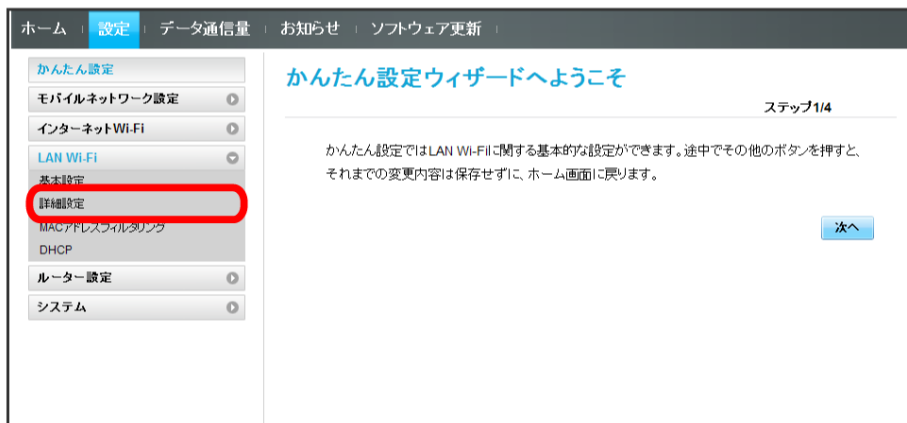 ホーム 設定 データ通信量 お知らせ ソフトウェア更新
かんたん設定
モバイルネットワーク設定
インターネットWi-Fi
LAN Wi-Fi
基本設定
詳細設定
MACアドレスフィルタリング
DHCP
ルーター設定
システム
かんたん設定ウィザードへようこそ
ステップ1/4
かんたん設定ではLAN Wi-Fiに関する基本的な設定ができます。途中でその他のボタンを押すと、
それまでの変更内容は保存せずに、ホーム画面に戻ります。
次へ